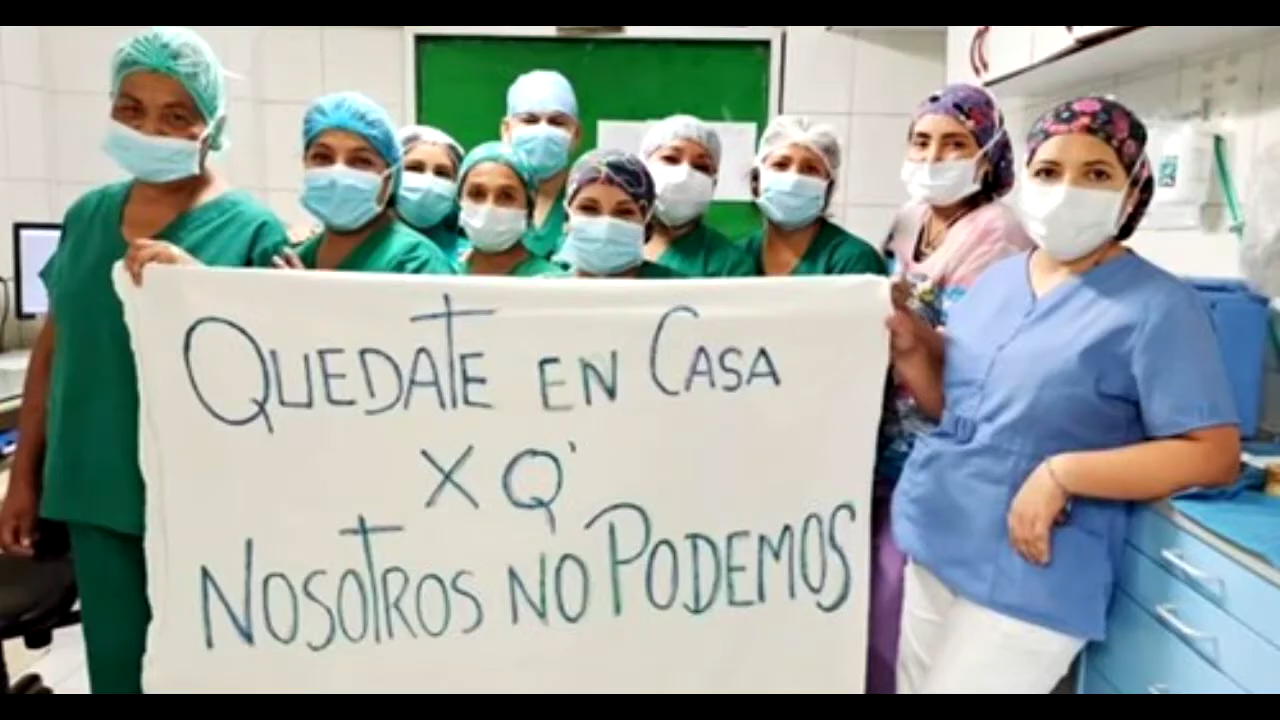 QUEDATE EN CASA
X Q'
NOSOTROS NO PODEMOS